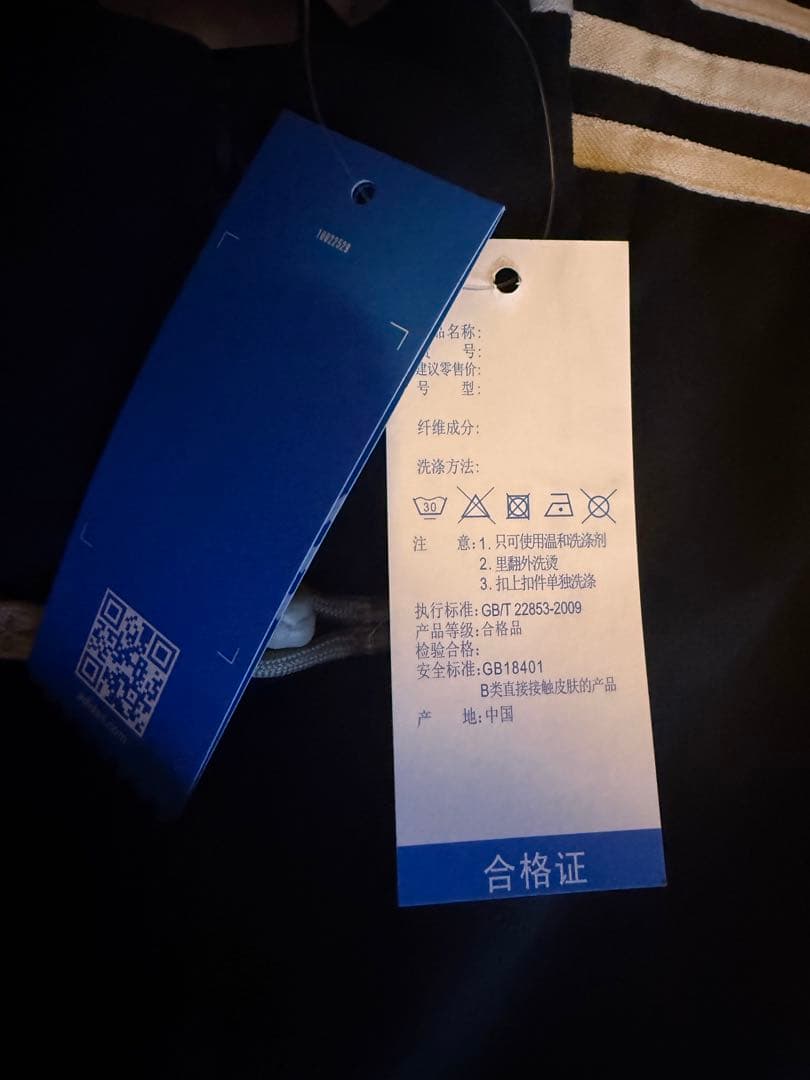 10022529
品名称:
号:
建议零售价:
号 型:
纤维成分:
洗涤方法:
30
注 意:1. 只可使用温和洗涤剂
2. 里翻外洗烫
3. 扣上扣件单独洗涤
执行标准:GB/T 22853-2009
产品等级:合格品
检验合格:
安全标准:GB18401
B类直接接触皮肤的产品
产 地:中国
合格证